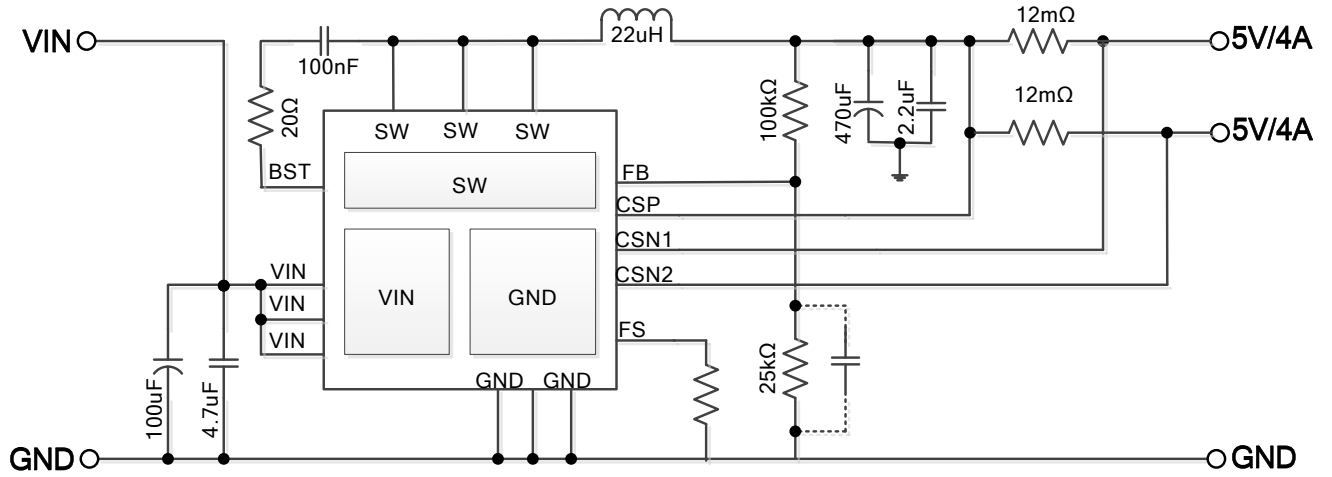 VIN
100nF
22uH
12mΩ
5V/4A
20Ω
SW SW SW
100kΩ
470uF
2.2uF
12mΩ
5V/4A
BST
SW
FB
CSP
CSN1
CSN2
VIN
VIN
VIN
VIN
GND
FS
25kΩ
GND GND
100uF
4.7uF
GND
GND